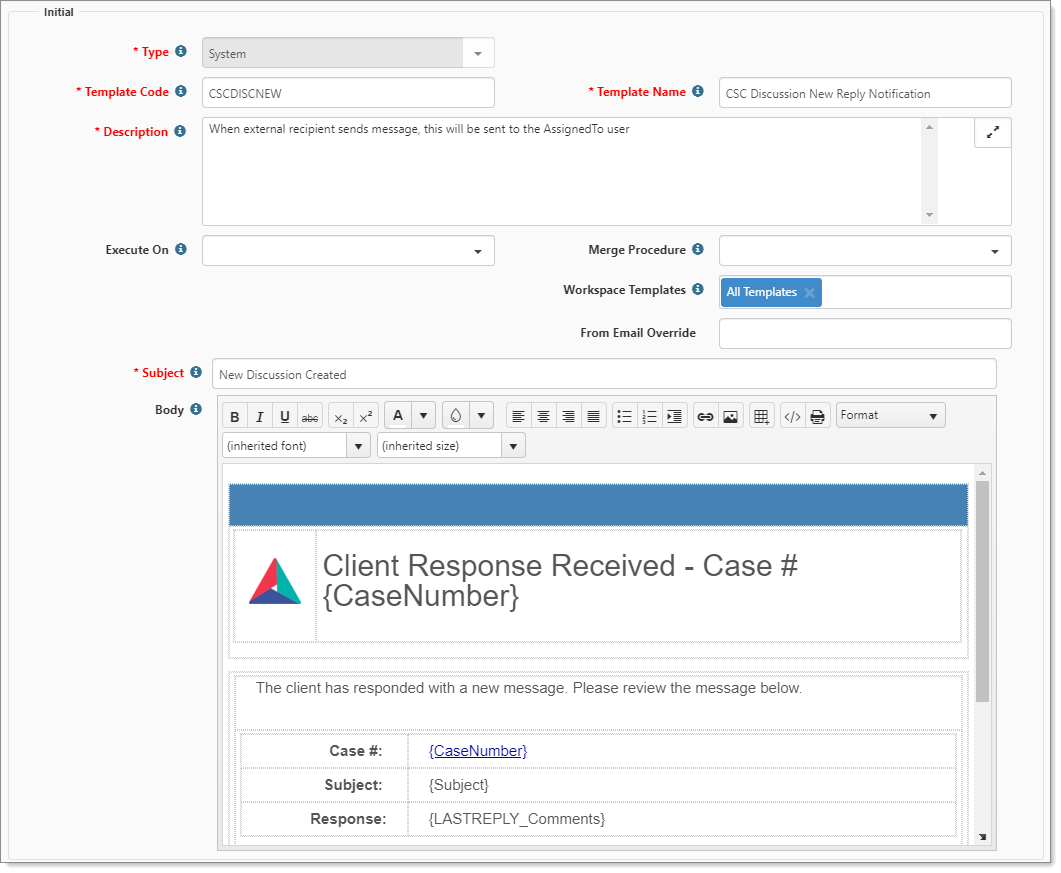 Initial
* Type
System
* Template Code
CSCDISCNEW
* Template Name
CSC Discussion New Reply Notification
* Description
When external recipient sends message, this will be sent to the AssignedTo user
Execute On
Merge Procedure
Workspace Templates
All Templates
From Email Override
* Subject
New Discussion Created
Body
B I U abc X₂ X² A </> Format
(inherited font) (inherited size)
Client Response Received - Case #
{CaseNumber}
The client has responded with a new message. Please review the message below.
Case #: {CaseNumber}
Subject: {Subject}
Response: {LASTREPLY_Comments}